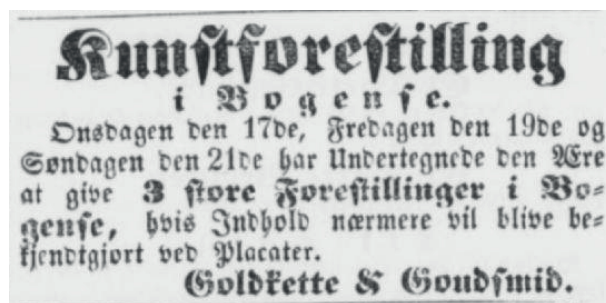 Kunstforestilling
i Bogense.
Onsdagen den 17de, Fredagen den 19de og
Søndagen den 21de har Undertegnede den Ære
at give 3 store Forestillinger i Bo-
gense, hvis Indhold nærmere vil blive be-
kjendtgjort ved Placater.
Goldkette & Goudsmid.